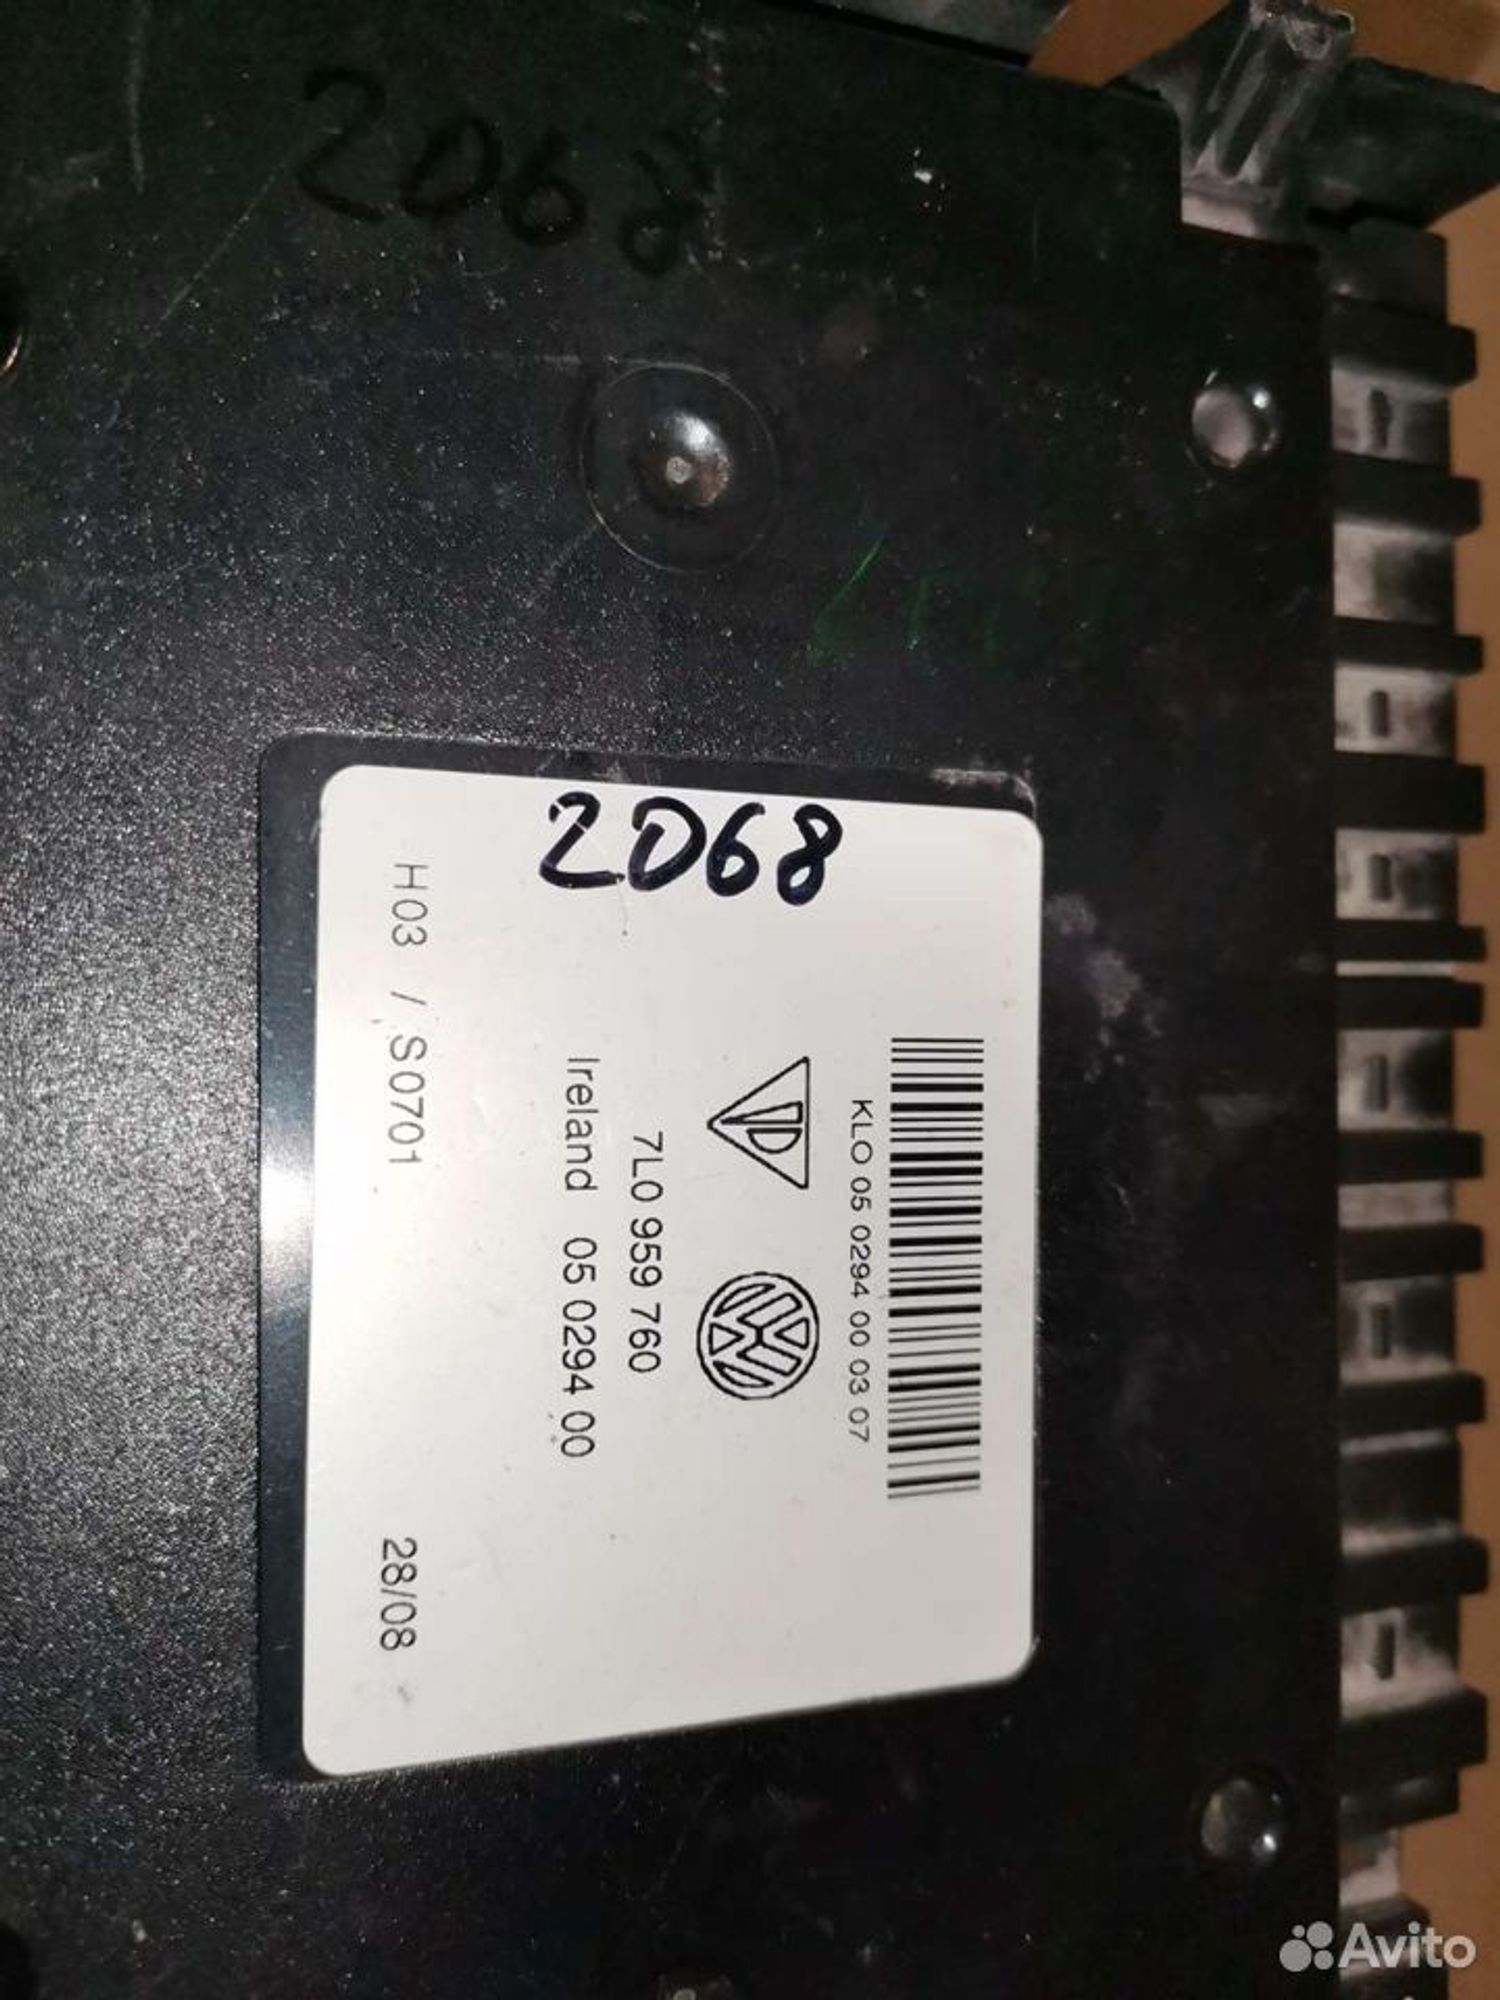 2068
2068
KLO 05 0294 00 03 07
7L0 959 760
Ireland 05 0294 00
H03 / S0701
28/08
Avito